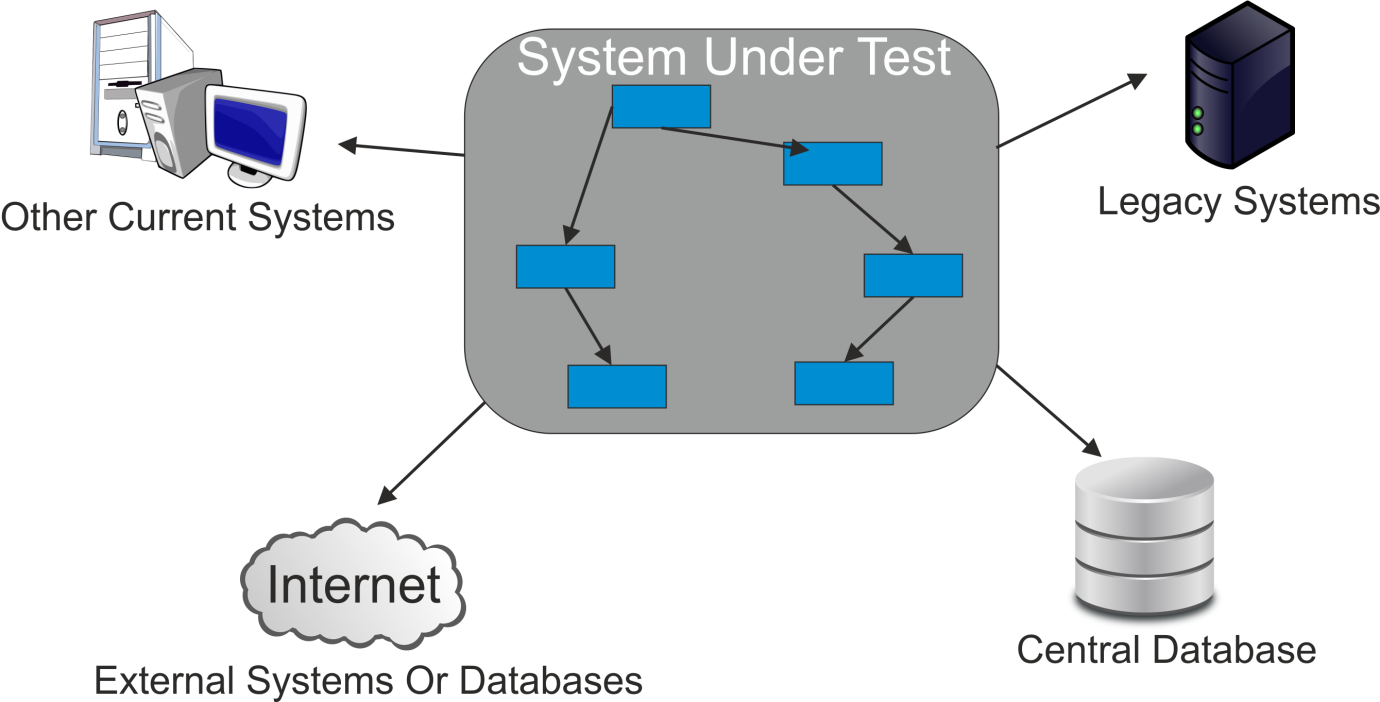 System Under Test
Other Current Systems
Legacy Systems
Internet
External Systems Or Databases
Central Database